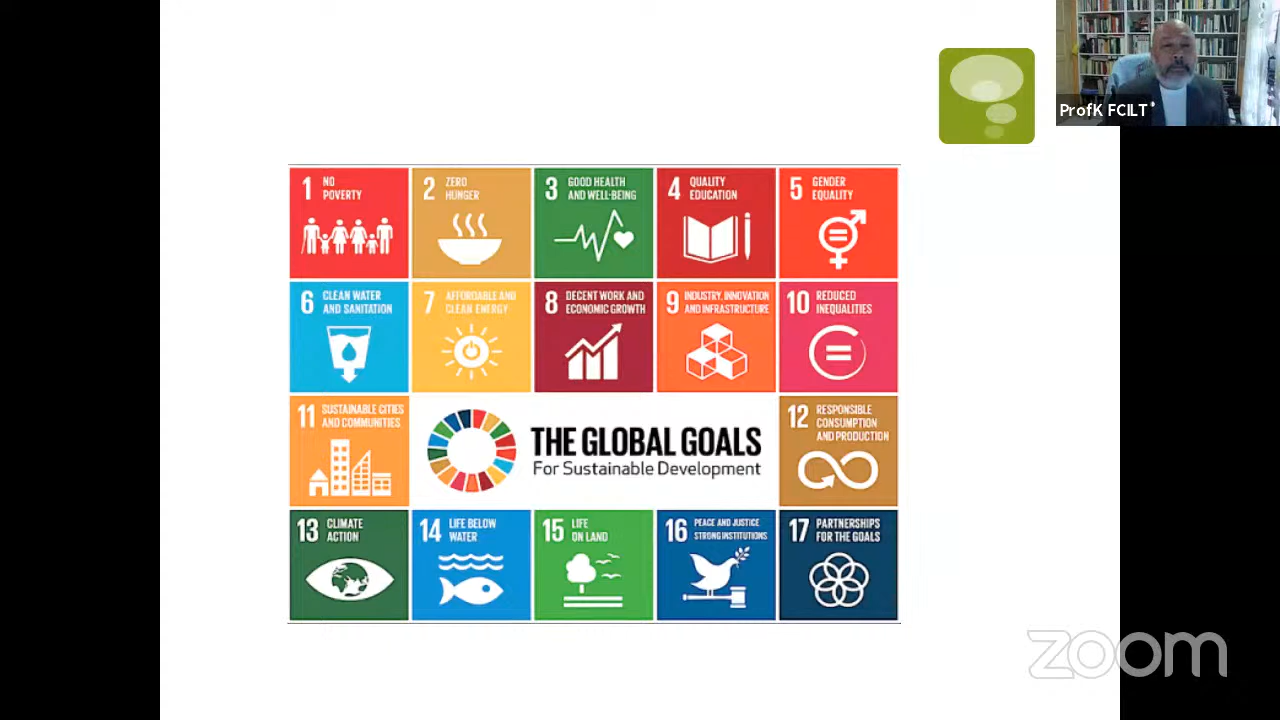 ProfK FCILT*
1 NO
POVERTY
2 ZERO
HUNGER
3 GOOD HEALTH
AND WELL-BEING
4 QUALITY
EDUCATION
5 GENDER
EQUALITY
6 CLEAN WATER
AND SANITATION
7 AFFORDABLE AND
CLEAN ENERGY
8 DECENT WORK AND
ECONOMIC GROWTH
9 INDUSTRY, INNOVATION
AND INFRASTRUCTURE
10 REDUCED
INEQUALITIES
11 SUSTAINABLE CITIES
AND COMMUNITIES
THE GLOBAL GOALS
For Sustainable Development
12 RESPONSIBLE
CONSUMPTION
AND PRODUCTION
13 CLIMATE
ACTION
14 LIFE BELOW
WATER
15 LIFE
ON LAND
16 PEACE AND JUSTICE
STRONG INSTITUTIONS
17 PARTNERSHIPS
FOR THE GOALS
zoom